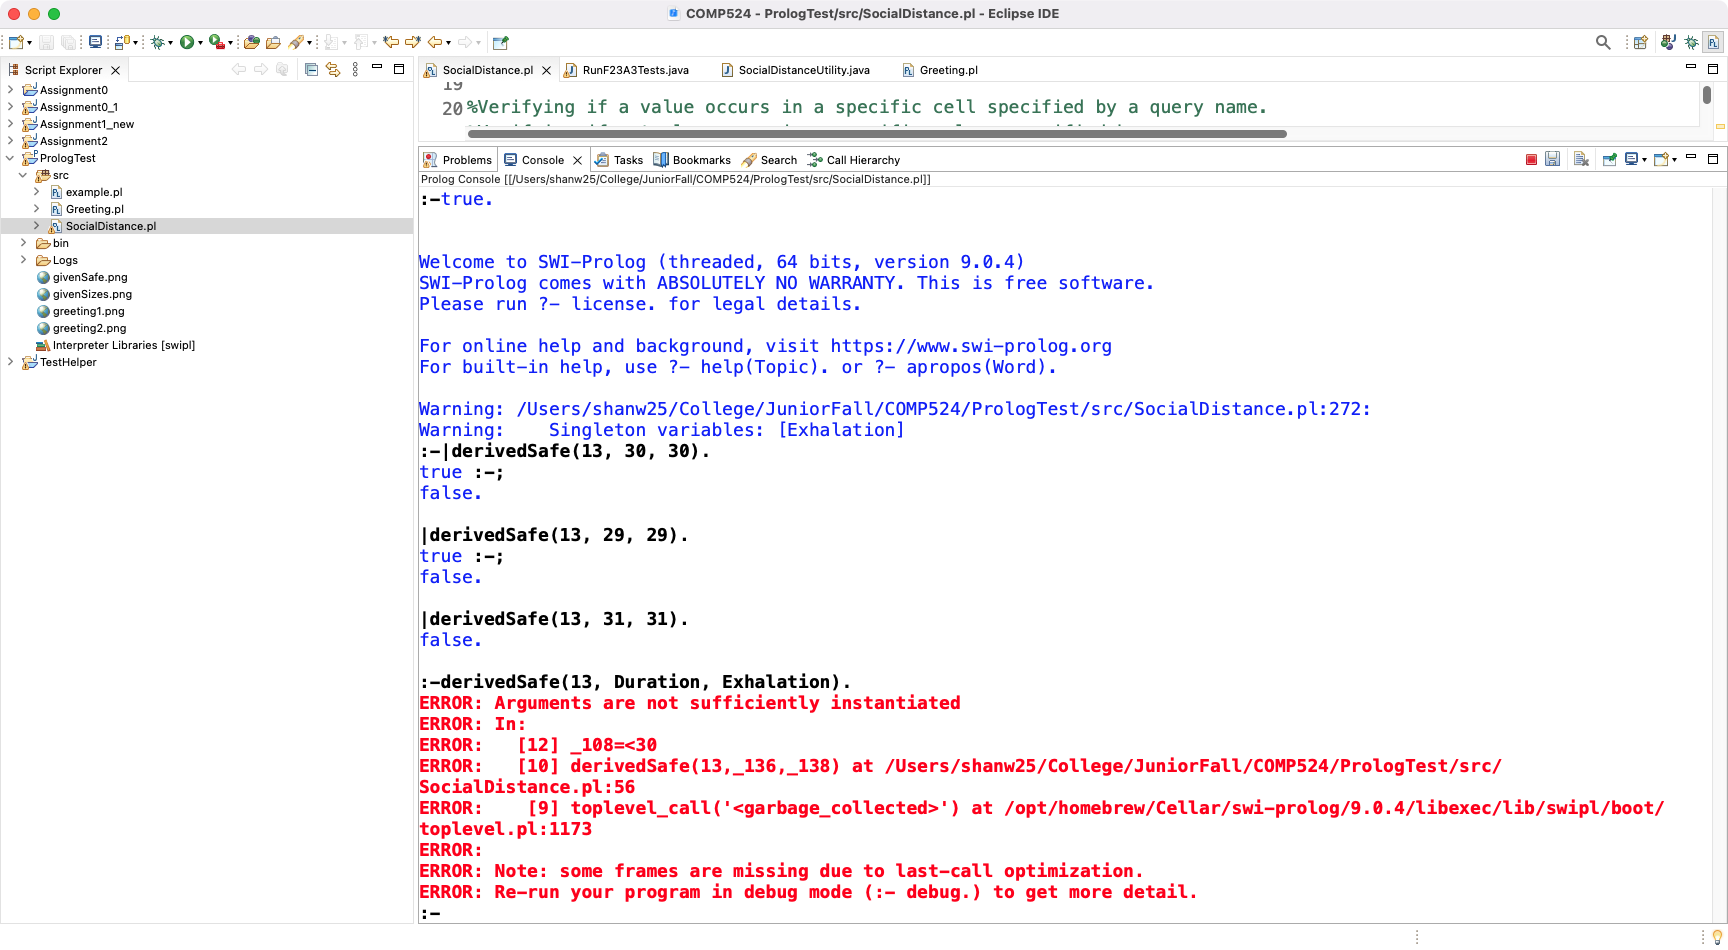 COMP524 - PrologTest/src/SocialDistance.pl - Eclipse IDE
Script Explorer
Assignment0
Assignment0_1
Assignment1_new
Assignment2
PrologTest
src
example.pl
Greeting.pl
SocialDistance.pl
bin
Logs
givenSafe.png
givenSizes.png
greeting1.png
greeting2.png
Interpreter Libraries [swipl]
TestHelper
SocialDistance.pl RunF23A3Tests.java SocialDistanceUtility.java Greeting.pl
19
20 %Verifying if a value occurs in a specific cell specified by a query name.
Problems Console Tasks Bookmarks Search Call Hierarchy
Prolog Console [[/Users/shanw25/College/JuniorFall/COMP524/PrologTest/src/SocialDistance.pl]]
:-true.
Welcome to SWI-Prolog (threaded, 64 bits, version 9.0.4)
SWI-Prolog comes with ABSOLUTELY NO WARRANTY. This is free software.
Please run ?- license. for legal details.
For online help and background, visit https://www.swi-prolog.org
For built-in help, use ?- help(Topic). or ?- apropos(Word).
Warning: /Users/shanw25/College/JuniorFall/COMP524/PrologTest/src/SocialDistance.pl:272:
Warning:    Singleton variables: [Exhalation]
:-|derivedSafe(13, 30, 30).
true :-;
false.
|derivedSafe(13, 29, 29).
true :-;
false.
|derivedSafe(13, 31, 31).
false.
:-derivedSafe(13, Duration, Exhalation).
ERROR: Arguments are not sufficiently instantiated
ERROR: In:
ERROR:   [12] _108=<30
ERROR:   [10] derivedSafe(13,_136,_138) at /Users/shanw25/College/JuniorFall/COMP524/PrologTest/src/
SocialDistance.pl:56
ERROR:    [9] toplevel_call('<garbage_collected>') at /opt/homebrew/Cellar/swi-prolog/9.0.4/libexec/lib/swipl/boot/
toplevel.pl:1173
ERROR:
ERROR: Note: some frames are missing due to last-call optimization.
ERROR: Re-run your program in debug mode (:- debug.) to get more detail.
:-